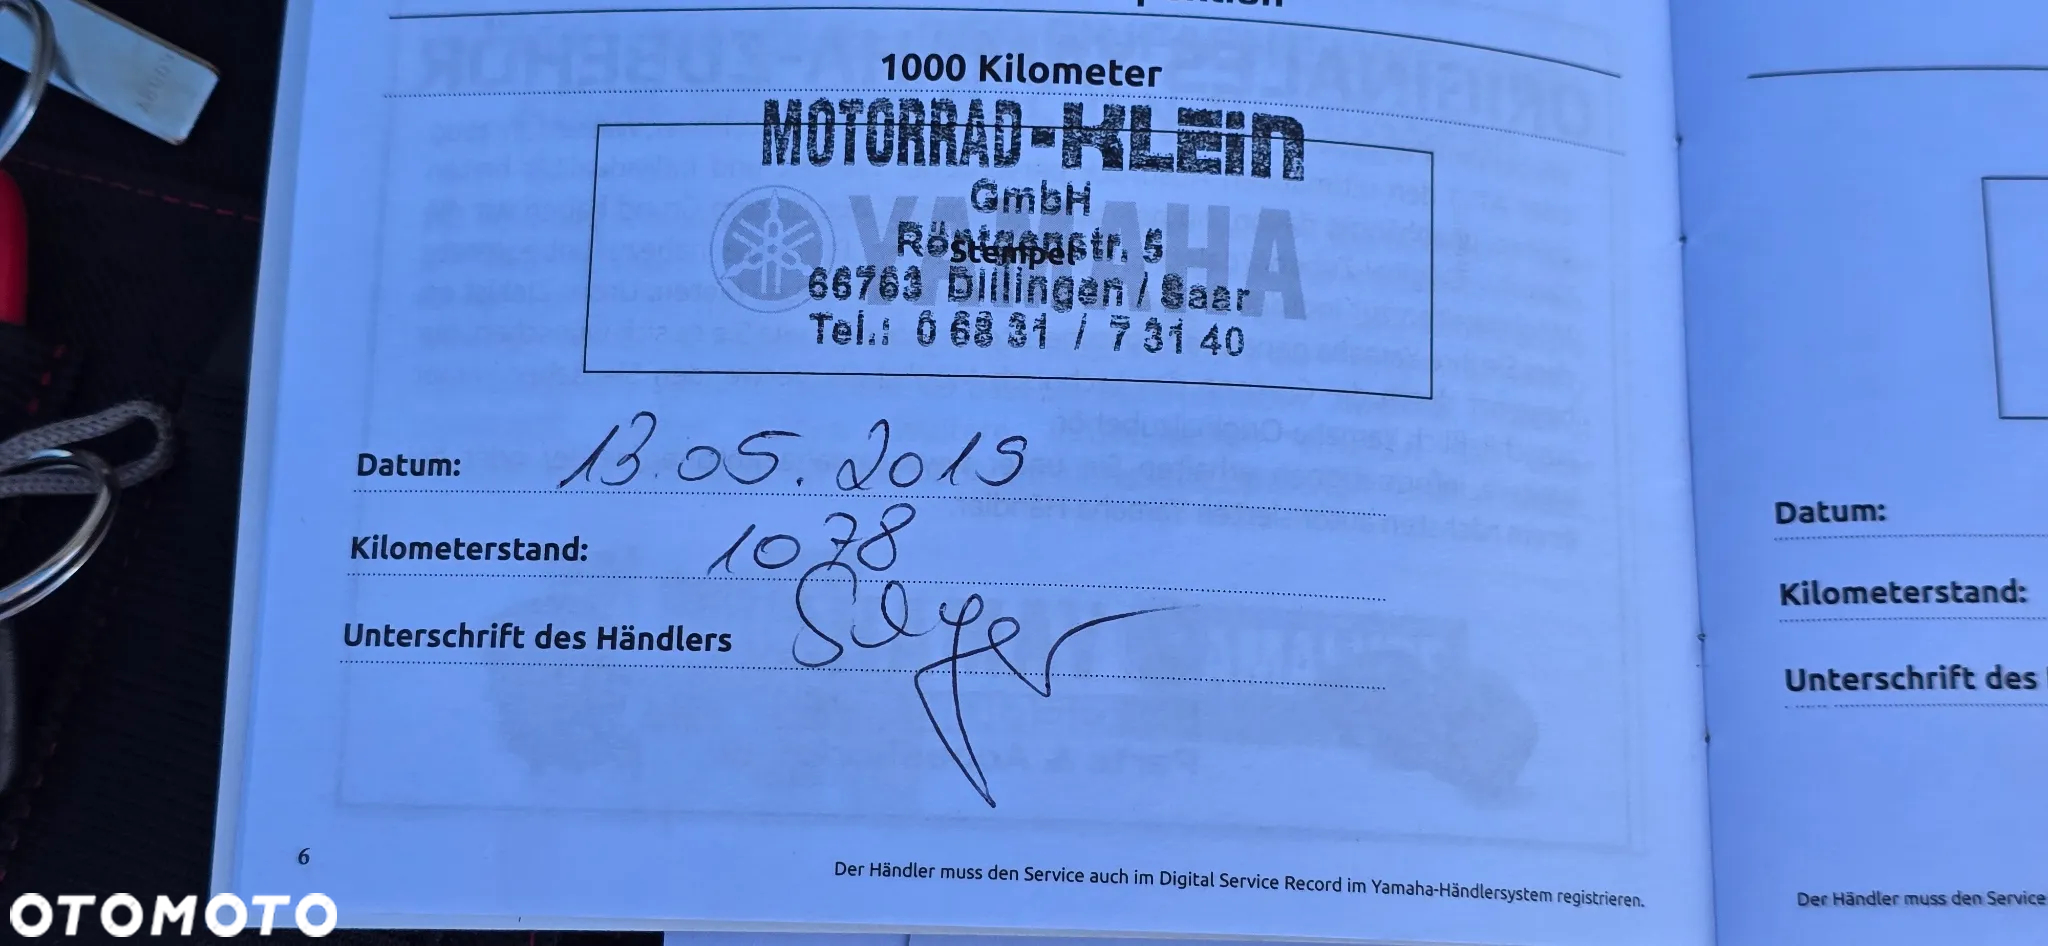 1000 Kilometer
MOTORRAD-KLEIN
GmbH
YAMAHA
Röntgenstr. 5
Stempel
66763 Dillingen / Saar
Tel.: 0 68 31 / 7 31 40
Datum: 13.05.2019
Kilometerstand: 1078
Unterschrift des Händlers
6
Der Händler muss den Service auch im Digital Service Record im Yamaha-Händlersystem registrieren.
Datum:
Kilometerstand:
Unterschrift des
Der Händler muss den Service
OTOMOTO